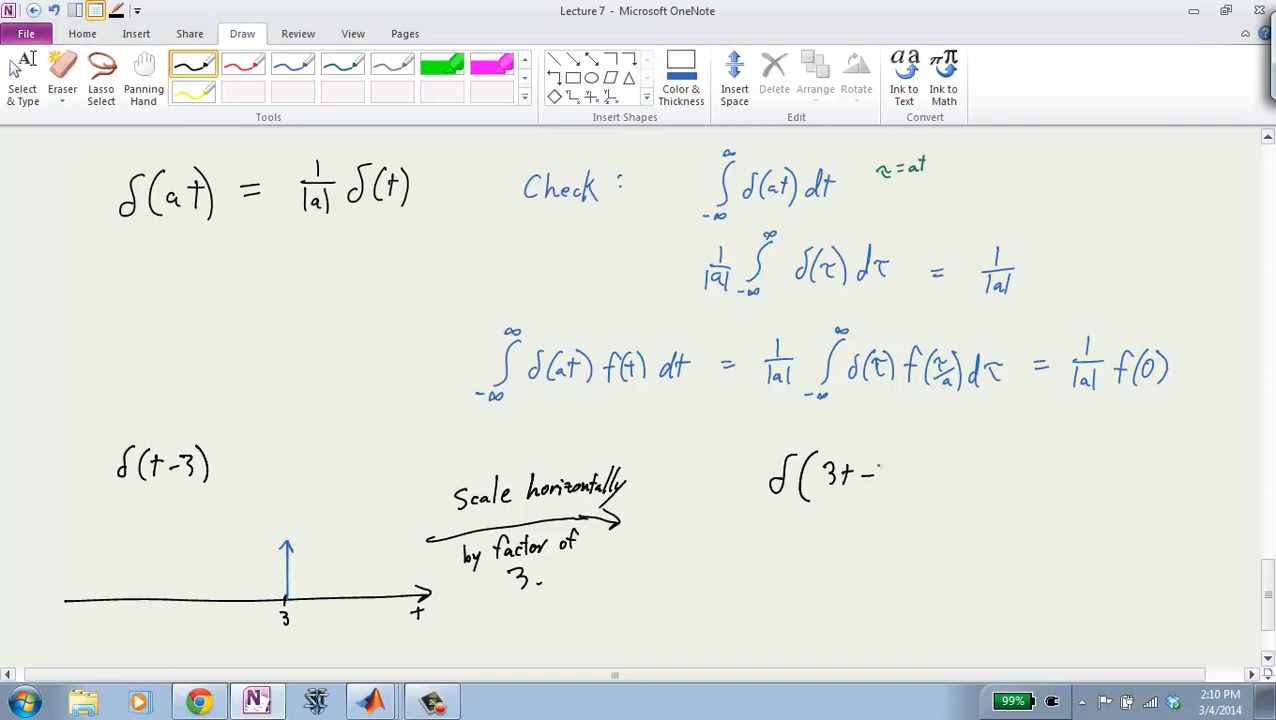 Lecture 7 - Microsoft OneNote
File Home Insert Draw Review View Pages
Select & Type
Eraser
Lasso Select
Panning Hand
Color & Thickness
Insert Space
Delete
Arrange
Rotate
Ink to Text
Ink to Math
Tools
Insert Shapes
Edit
Convert
δ(at) = 1/|a| δ(t)
Check :
∫_{-∞}^{∞} δ(at) dt
τ = at
1/|a| ∫_{-∞}^{∞} δ(τ) dτ = 1/|a|
∫_{-∞}^{∞} δ(at) f(t) dt = 1/|a| ∫_{-∞}^{∞} δ(τ) f(τ/a) dτ = 1/|a| f(0)
δ(t-3)
Scale horizontally
by factor of
3.
δ(3t-
3
t
99%
2:10 PM
3/4/2014